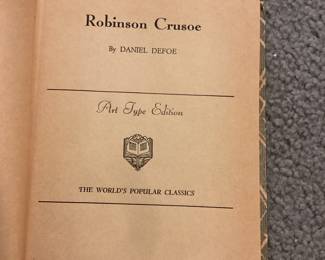 Robinson Crusoe
By DANIEL DEFOE
Art Type Edition
THE WORLD'S POPULAR CLASSICS